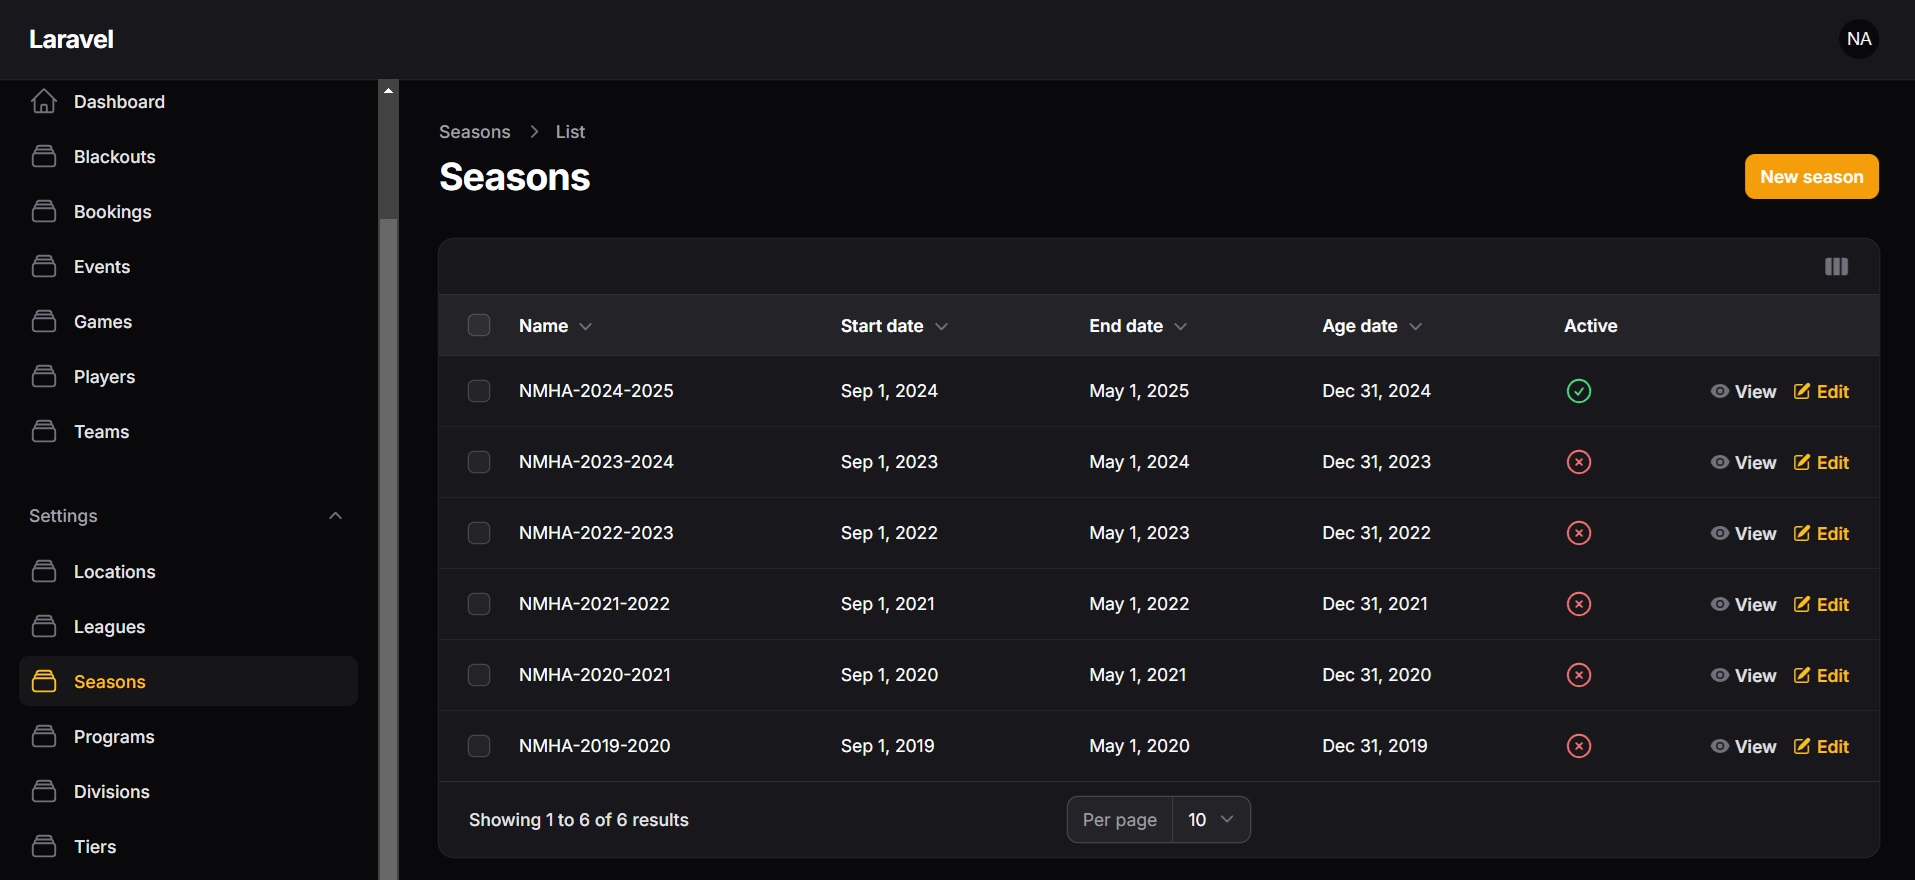 Laravel
NA
Dashboard
Blackouts
Bookings
Events
Games
Players
Teams
Settings
Locations
Leagues
Seasons
Programs
Divisions
Tiers
Seasons List
Seasons
New season
Name Start date End date Age date Active
NMHA-2024-2025 Sep 1, 2024 May 1, 2025 Dec 31, 2024 View Edit
NMHA-2023-2024 Sep 1, 2023 May 1, 2024 Dec 31, 2023 View Edit
NMHA-2022-2023 Sep 1, 2022 May 1, 2023 Dec 31, 2022 View Edit
NMHA-2021-2022 Sep 1, 2021 May 1, 2022 Dec 31, 2021 View Edit
NMHA-2020-2021 Sep 1, 2020 May 1, 2021 Dec 31, 2020 View Edit
NMHA-2019-2020 Sep 1, 2019 May 1, 2020 Dec 31, 2019 View Edit
Showing 1 to 6 of 6 results Per page 10